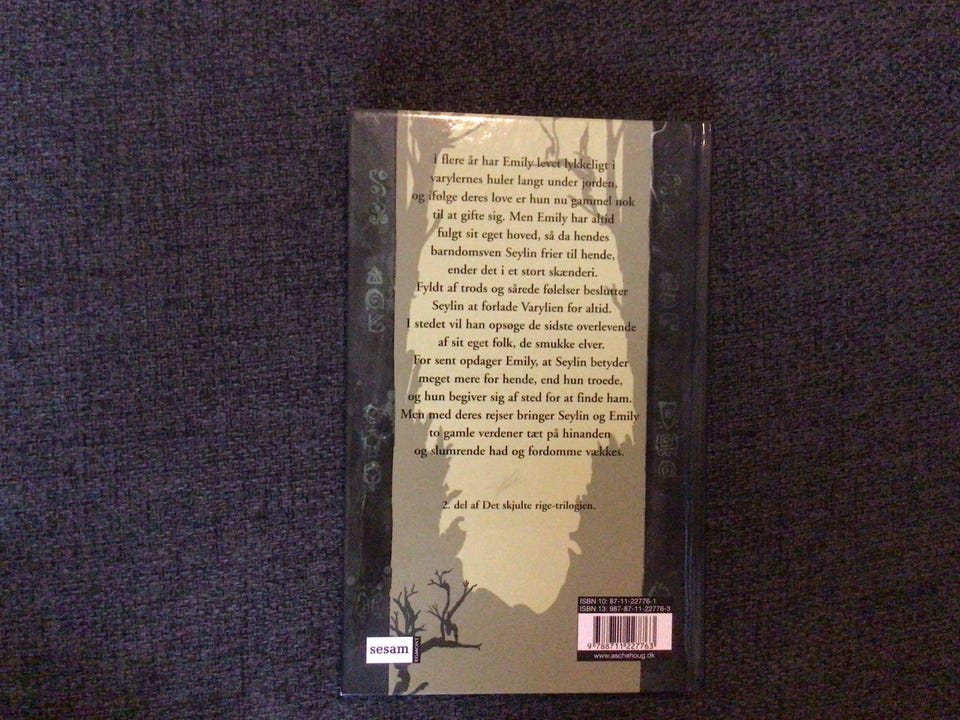 I flere år har Emily levet lykkeligt i
varylernes huler langt under jorden,
og ifølge deres love er hun nu gammel nok
til at gifte sig. Men Emily har altid
fulgt sit eget hoved, så da hendes
barndomsven Seylin frier til hende,
ender det i et stort skænderi.
Fyldt af trods og sårede følelser beslutter
Seylin at forlade Varylien for altid.
I stedet vil han opsøge de sidste overlevende
af sit eget folk, de smukke elver.
For sent opdager Emily, at Seylin betyder
meget mere for hende, end hun troede,
og hun begiver sig af sted for at finde ham.
Men med deres rejser bringer Seylin og Emily
to gamle verdener tæt på hinanden
og slumrende had og fordomme vækkes.
2. del af Det skjulte rige-trilogien.
ISBN 10: 87-11-22776-1
ISBN 13: 987-87-11-22776-3
9 788711 227763
www.aschehoug.dk
sesam
EGMONT